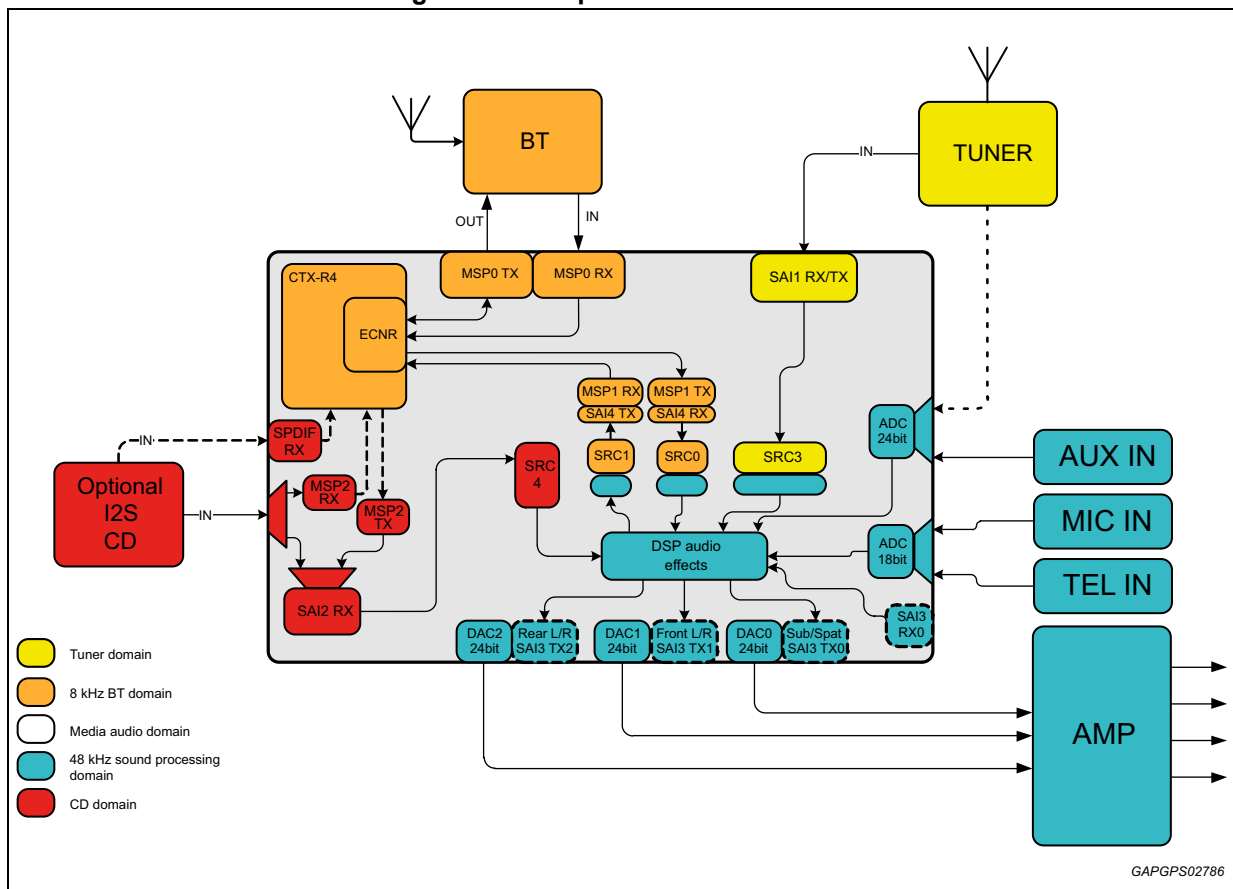 BT
TUNER
IN
OUT
IN
CTX-R4
MSP0 TX
MSP0 RX
SAI1 RX/TX
ECNR
MSP1 RX
MSP1 TX
SAI4 TX
SAI4 RX
ADC
24bit
SPDIF
RX
IN
SRC1
SRC0
SRC3
AUX IN
Optional
I2S
CD
IN
MSP2
RX
MSP2
TX
SRC
4
MIC IN
DSP audio
effects
ADC
18bit
TEL IN
SAI2 RX
SAI3
RX0
DAC2
24bit
Rear L/R
SAI3 TX2
DAC1
24bit
Front L/R
SAI3 TX1
DAC0
24bit
Sub/Spat
SAI3 TX0
AMP
Tuner domain
8 kHz BT domain
Media audio domain
48 kHz sound processing
domain
CD domain
GAPGPS02786